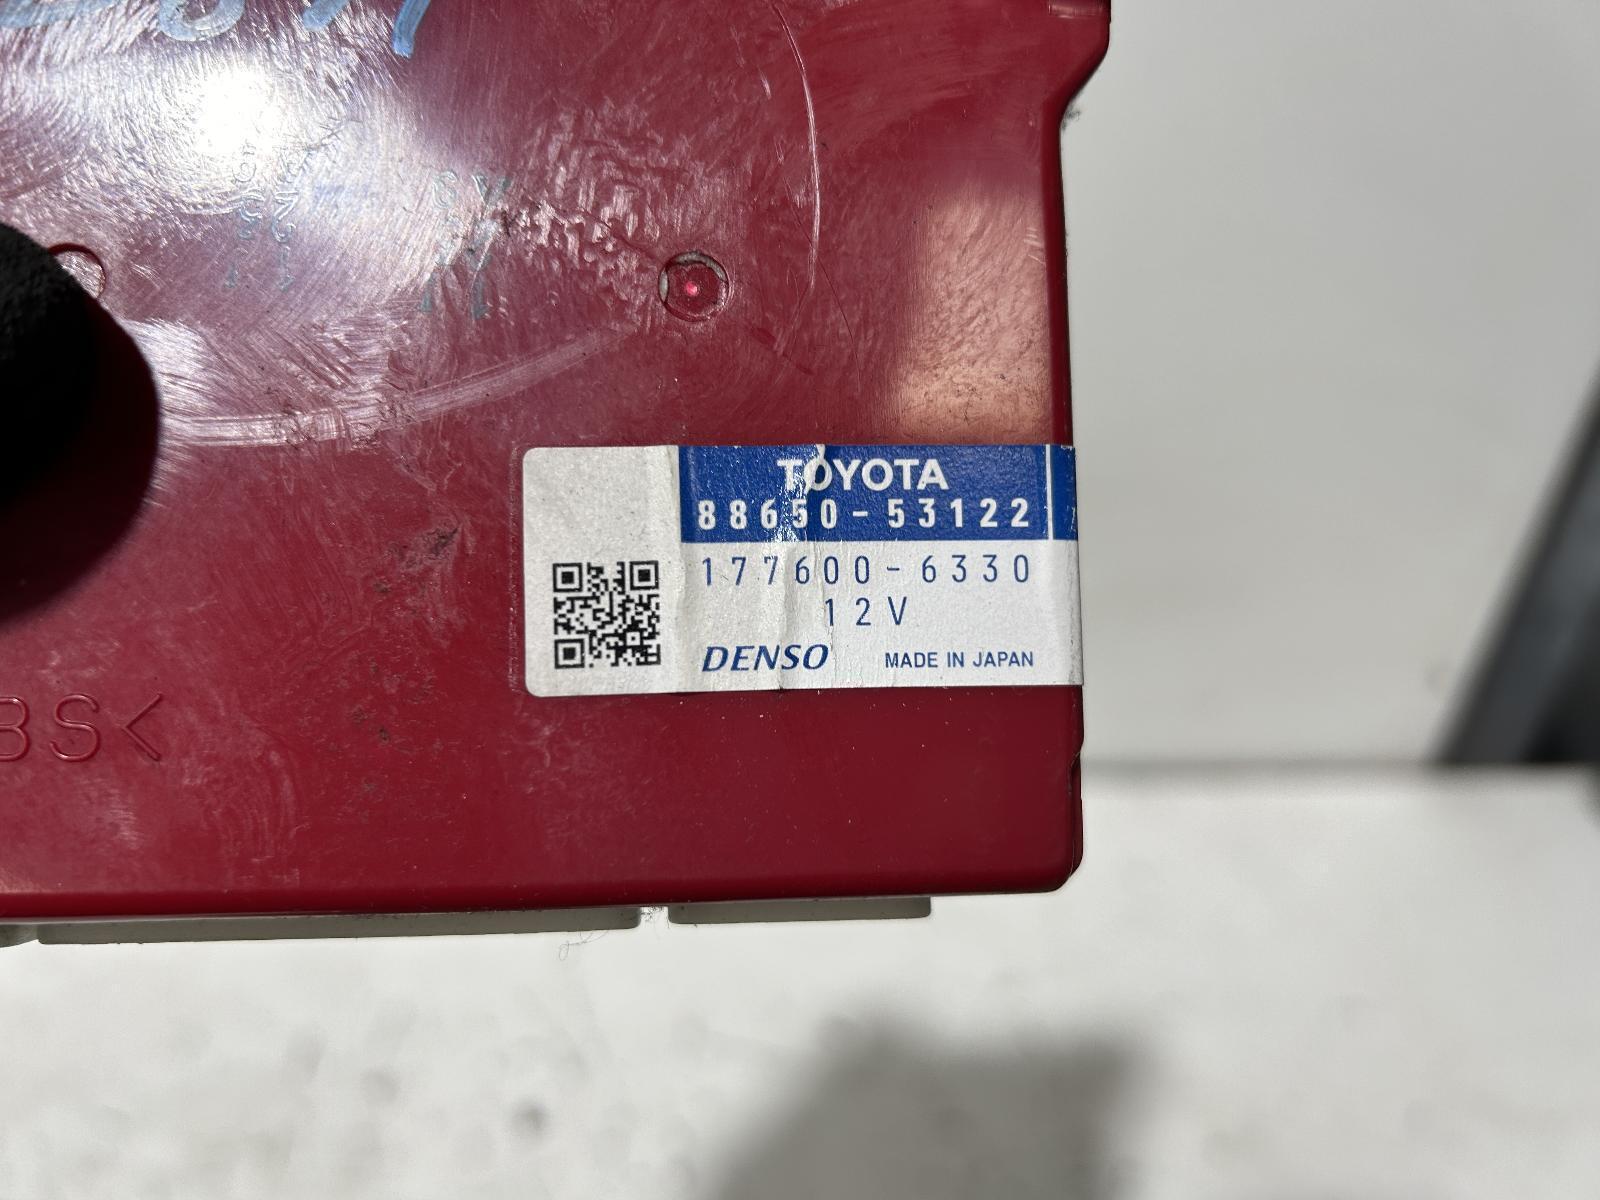 TOYOTA
88650-53122
177600-6330
12V
DENSO MADE IN JAPAN
BS<